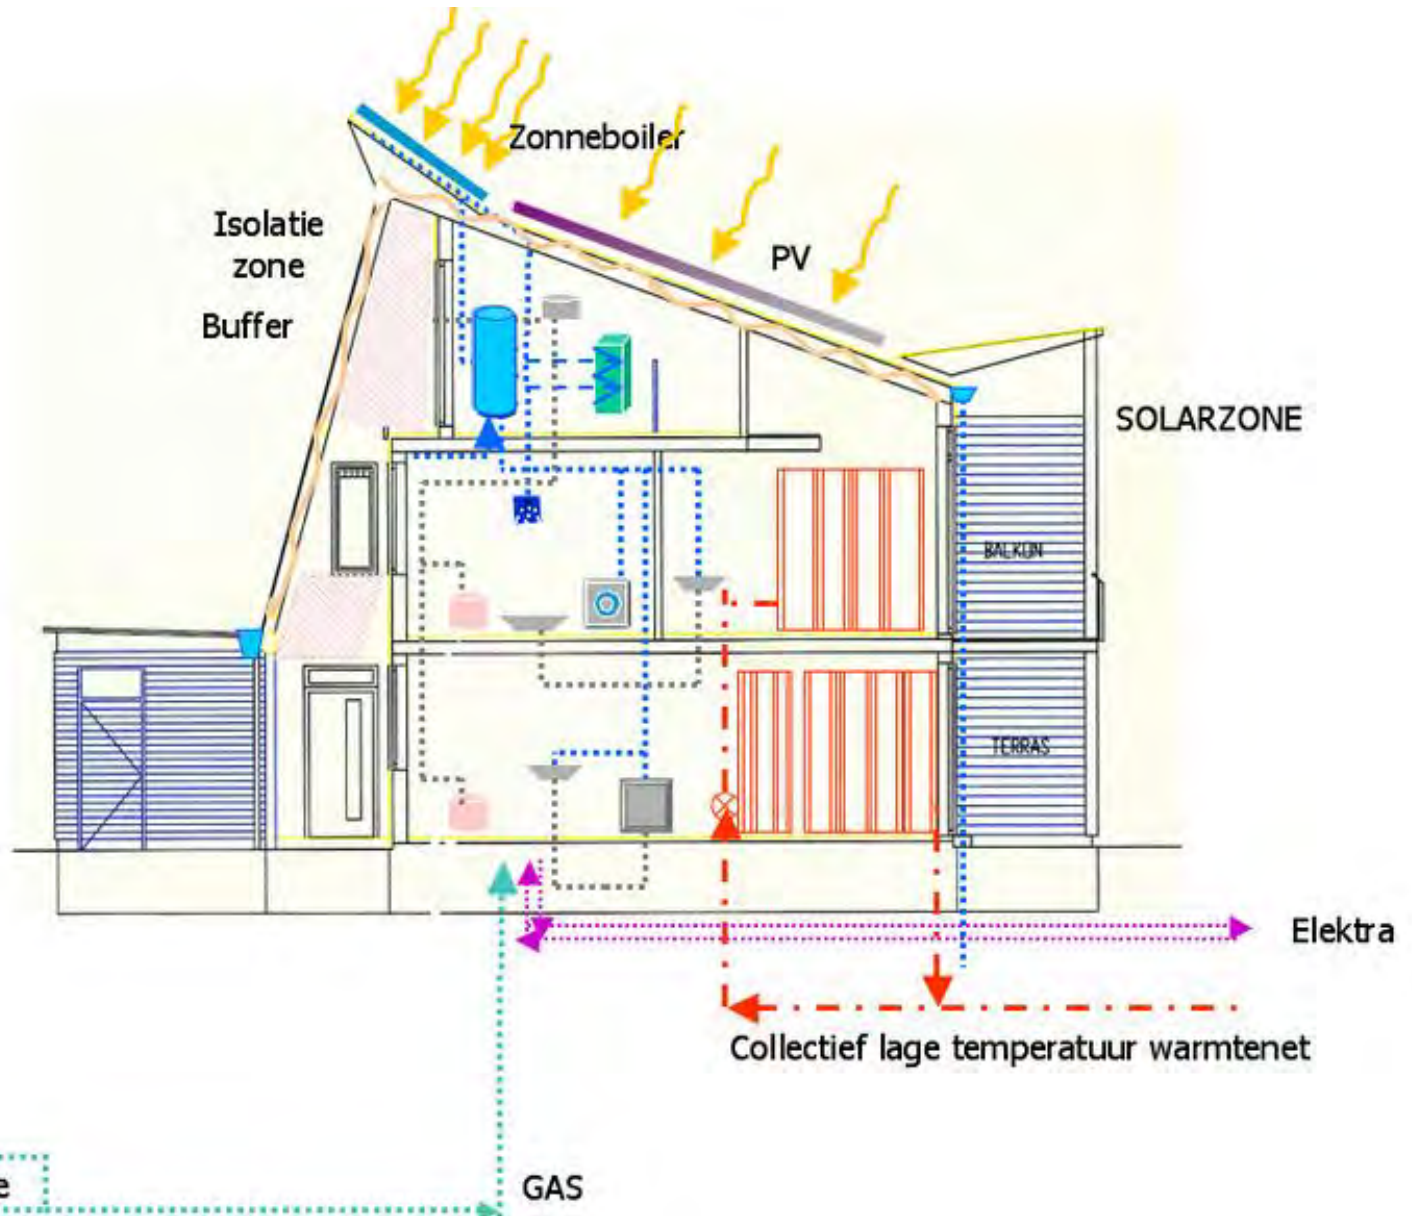 Zonneboiler
Isolatie
zone
PV
Buffer
SOLARZONE
BALKON
TERRAS
Elektra
Collectief lage temperatuur warmtenet
GAS
e